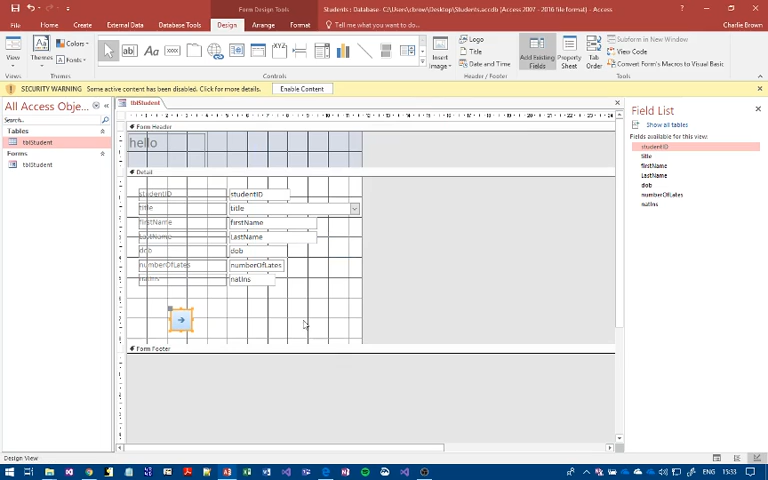 Form Design Tools
Students : Database- C:\Users\cbrow\Desktop\Students.accdb (Access 2007 - 2016 file format) - Access
Charlie Brown
File Home Create External Data Database Tools Design Arrange Format Tell me what you want to do...
View
Themes
Colors
Fonts
ab| Aa xxxx XYZ
Insert Image
Logo
Title
Date and Time
Add Existing Fields
Property Sheet
Tab Order
Subform in New Window
View Code
Convert Form's Macros to Visual Basic
Views Themes Controls Header / Footer Tools
SECURITY WARNING Some active content has been disabled. Click for more details. Enable Content
All Access Obje...
Search...
Tables
tblStudent
Forms
tblStudent
tblStudent
Form Header
hello
Detail
studentID studentID
title title
firstName firstName
LastName LastName
dob dob
numberOfLates numberOfLates
natIns natIns
Form Footer
Field List
Show all tables
Fields available for this view:
studentID
title
firstName
LastName
dob
numberOfLates
natIns
Design View
ENG 15:33